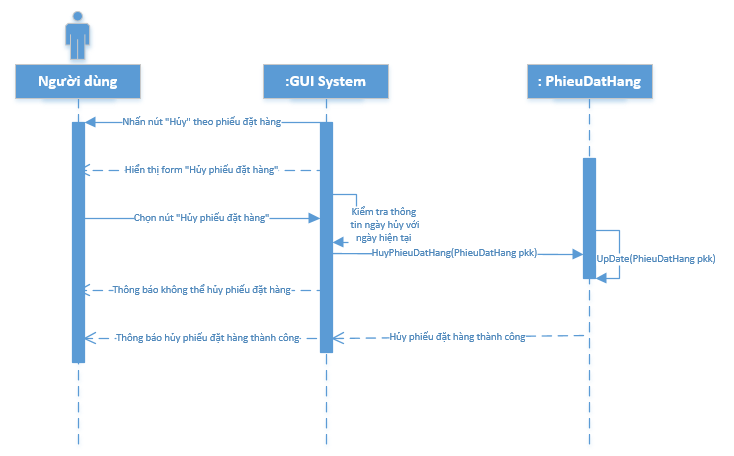 Người dùng
:GUI System
: PhieuDatHang
Nhấn nút "Hủy" theo phiếu đặt hàng
Hiển thị form "Hủy phiếu đặt hàng"
Chọn nút "Hủy phiếu đặt hàng"
Kiểm tra thông
tin ngày hủy với
ngày hiện tại
HuyPhieuDatHang(PhieuDatHang pkk)
UpDate(PhieuDatHang pkk)
Thông báo không thể hủy phiếu đặt hàng
Thông báo hủy phiếu đặt hàng thành công
Hủy phiếu đặt hàng thành công